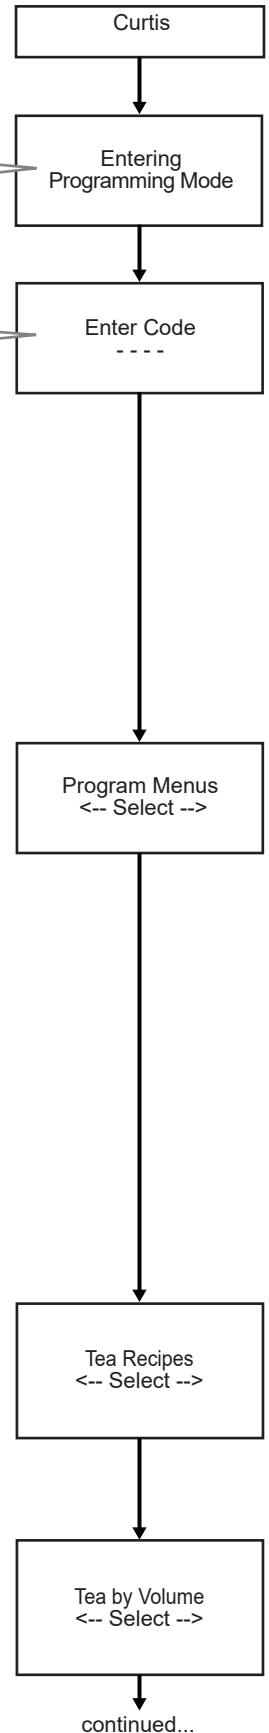 Curtis
Entering
Programming Mode
Enter Code
- - - -
Program Menus
<-- Select -->
Tea Recipes
<-- Select -->
Tea by Volume
<-- Select -->
continued...